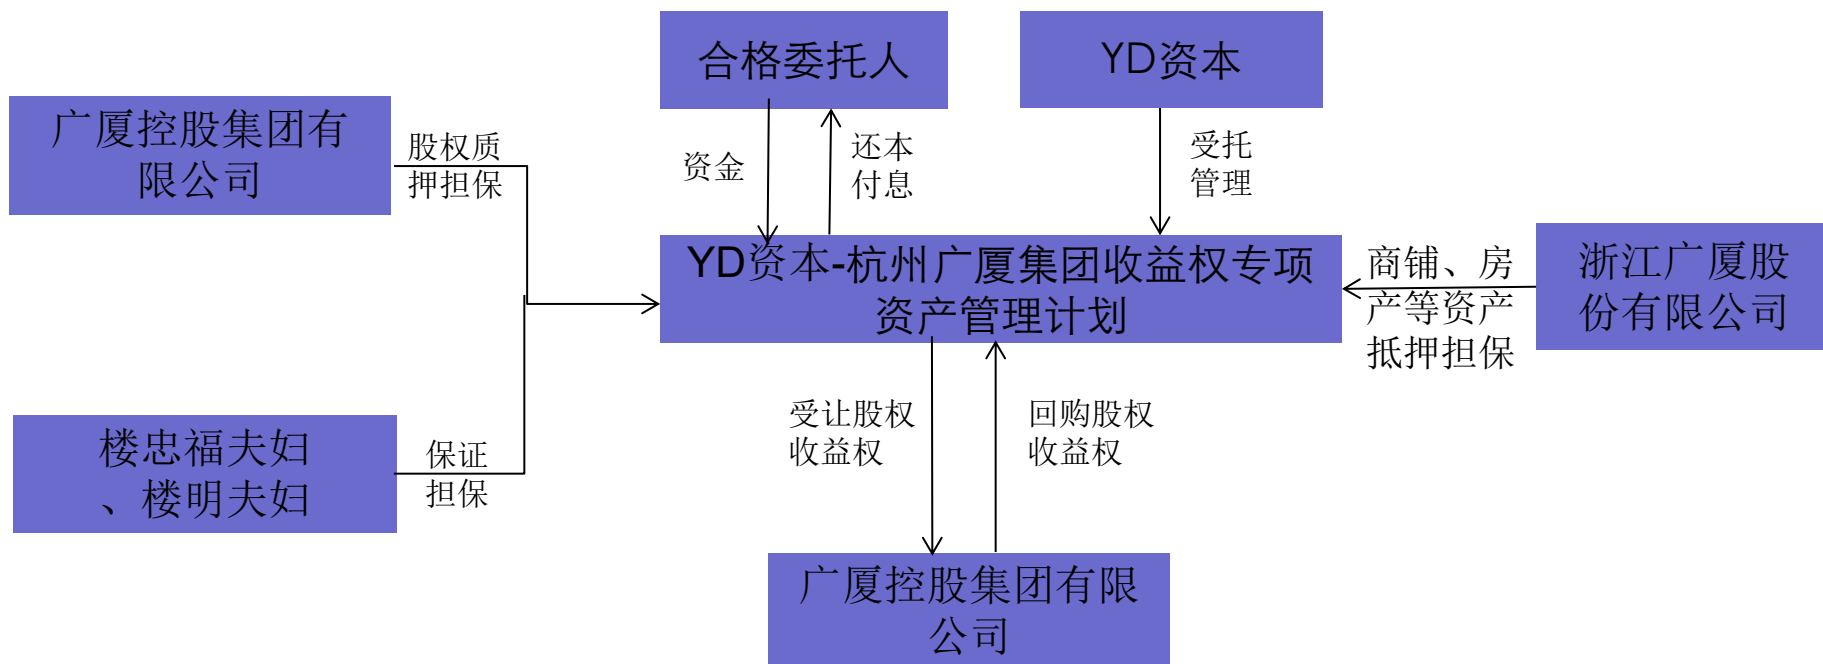 合格委托人
YD资本
广厦控股集团有
限公司
股权质
押担保
资金
还本
付息
受托
管理
YD资本-杭州广厦集团收益权专项
资产管理计划
商铺、房
产等资产
抵押担保
浙江广厦股
份有限公司
楼忠福夫妇
、楼明夫妇
保证
担保
受让股权
收益权
回购股权
收益权
广厦控股集团有限
公司